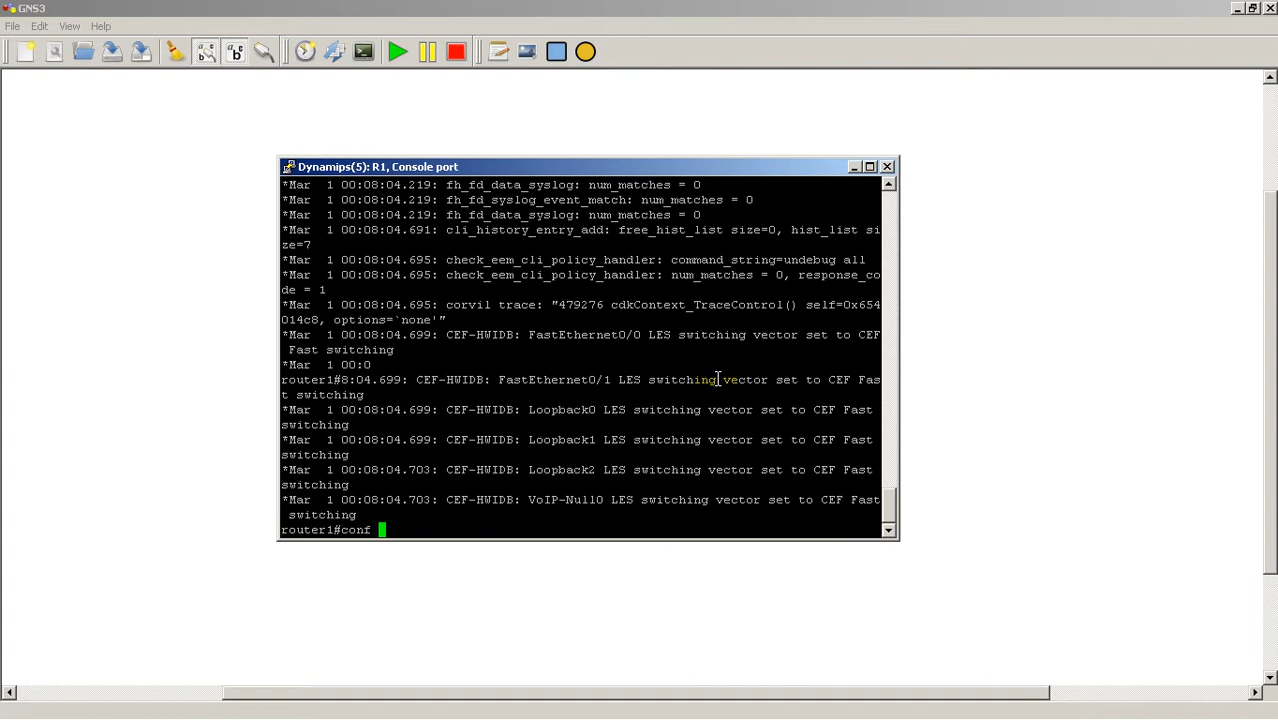 GNS3
File Edit View Help
Dynamips(5): R1, Console port
*Mar  1 00:08:04.219: fh_fd_data_syslog: num_matches = 0
*Mar  1 00:08:04.219: fh_fd_syslog_event_match: num_matches = 0
*Mar  1 00:08:04.219: fh_fd_data_syslog: num_matches = 0
*Mar  1 00:08:04.691: cli_history_entry_add: free_hist_list size=0, hist_list si
ze=7
*Mar  1 00:08:04.695: check_eem_cli_policy_handler: command_string=undebug all
*Mar  1 00:08:04.695: check_eem_cli_policy_handler: num_matches = 0, response_co
de = 1
*Mar  1 00:08:04.695: corvil trace: "479276 cdkContext_TraceControl() self=0x654
014c8, options=`none'"
*Mar  1 00:08:04.699: CEF-HWIDB: FastEthernet0/0 LES switching vector set to CEF
 Fast switching
*Mar  1 00:0
router1#8:04.699: CEF-HWIDB: FastEthernet0/1 LES switching vector set to CEF Fas
t switching
*Mar  1 00:08:04.699: CEF-HWIDB: Loopback0 LES switching vector set to CEF Fast
switching
*Mar  1 00:08:04.699: CEF-HWIDB: Loopback1 LES switching vector set to CEF Fast
switching
*Mar  1 00:08:04.703: CEF-HWIDB: Loopback2 LES switching vector set to CEF Fast
switching
*Mar  1 00:08:04.703: CEF-HWIDB: VoIP-Null0 LES switching vector set to CEF Fast
 switching
router1#conf